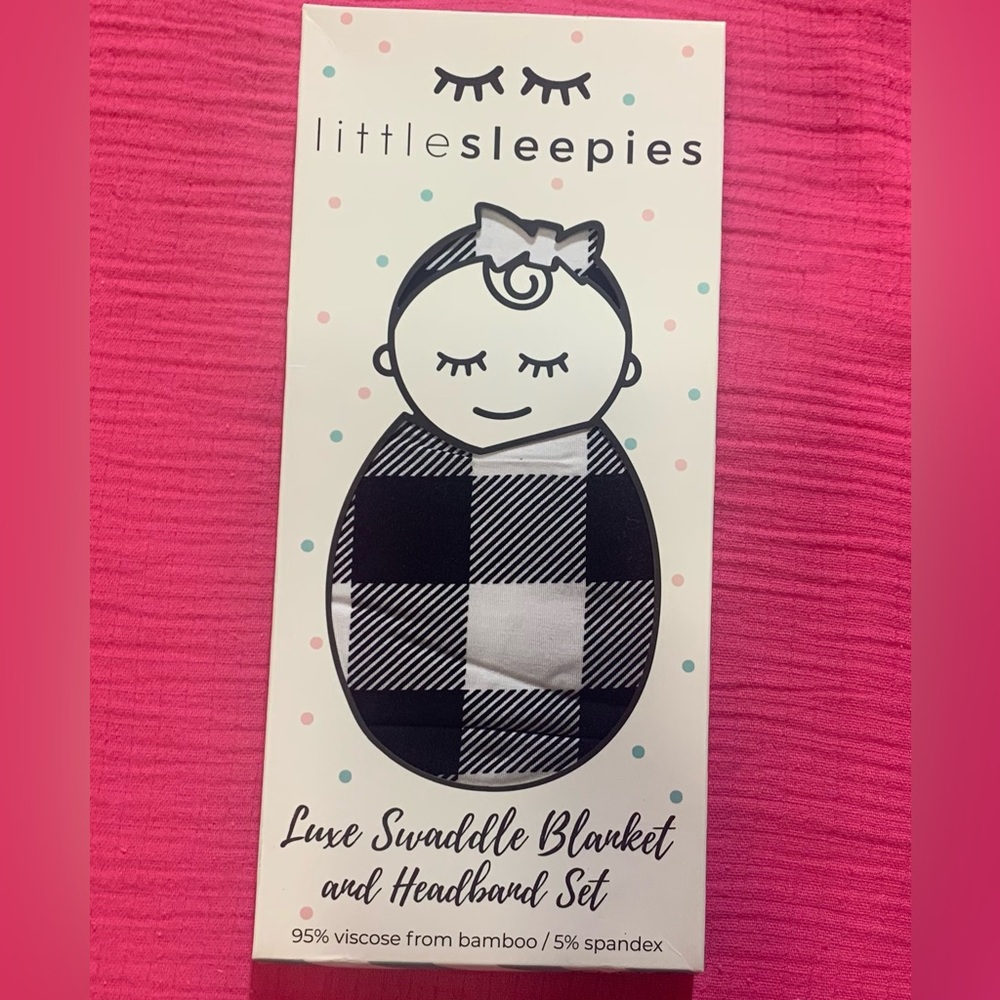 littlesleepies
Luxe Swaddle Blanket
and Headband Set
95% viscose from bamboo / 5% spandex